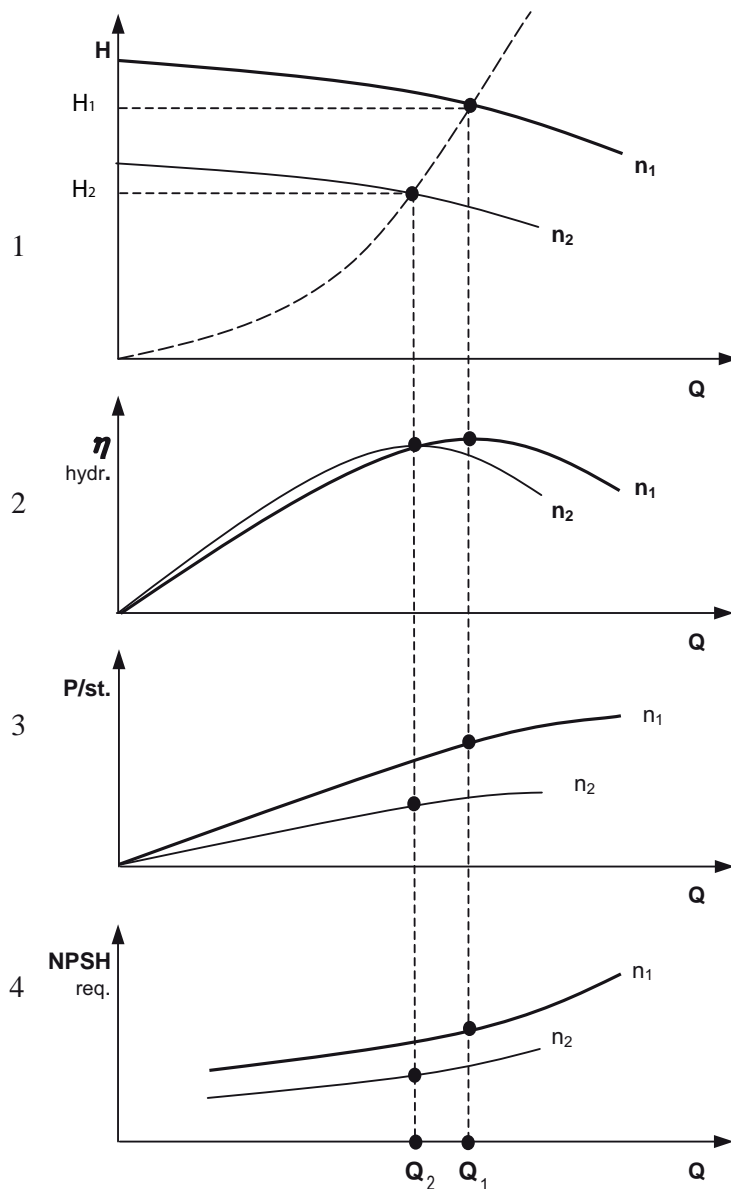 H
H1
n1
H2
n2
1
Q
η
hydr.
n1
n2
2
Q
P/st.
3
n1
n2
Q
NPSH
req.
n1
4
n2
Q2 Q1 Q